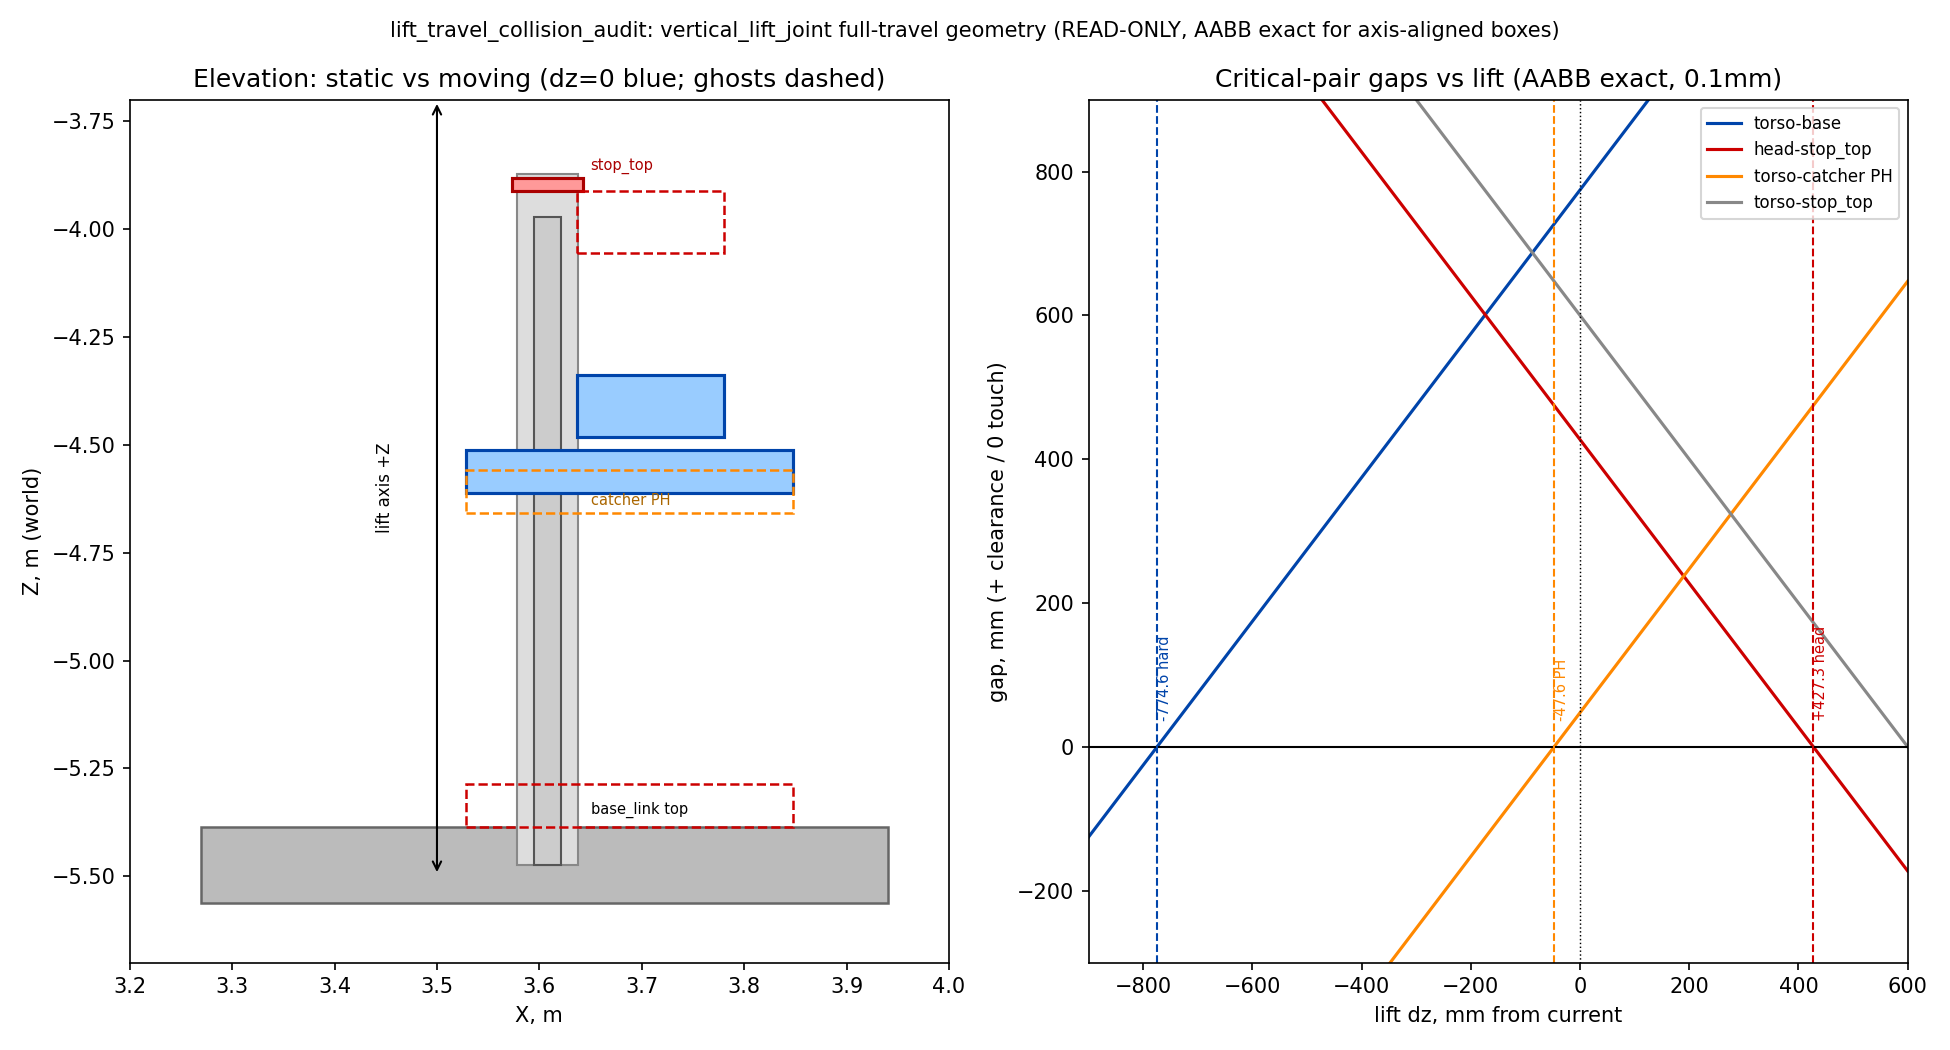 lift_travel_collision_audit: vertical_lift_joint full-travel geometry (READ-ONLY, AABB exact for axis-aligned boxes)
Elevation: static vs moving (dz=0 blue; ghosts dashed)
Z, m (world)
−3.75
−4.00
−4.25
−4.50
−4.75
−5.00
−5.25
−5.50
lift axis +Z
stop_top
catcher PH
base_link top
3.2 3.3 3.4 3.5 3.6 3.7 3.8 3.9 4.0
X, m
Critical-pair gaps vs lift (AABB exact, 0.1mm)
gap, mm (+ clearance / 0 touch)
800
600
400
200
0
−200
torso-base
head-stop_top
torso-catcher PH
torso-stop_top
-774.6 hard
-47.6 PH
+427.3 head
−800 −600 −400 −200 0 200 400 600
lift dz, mm from current